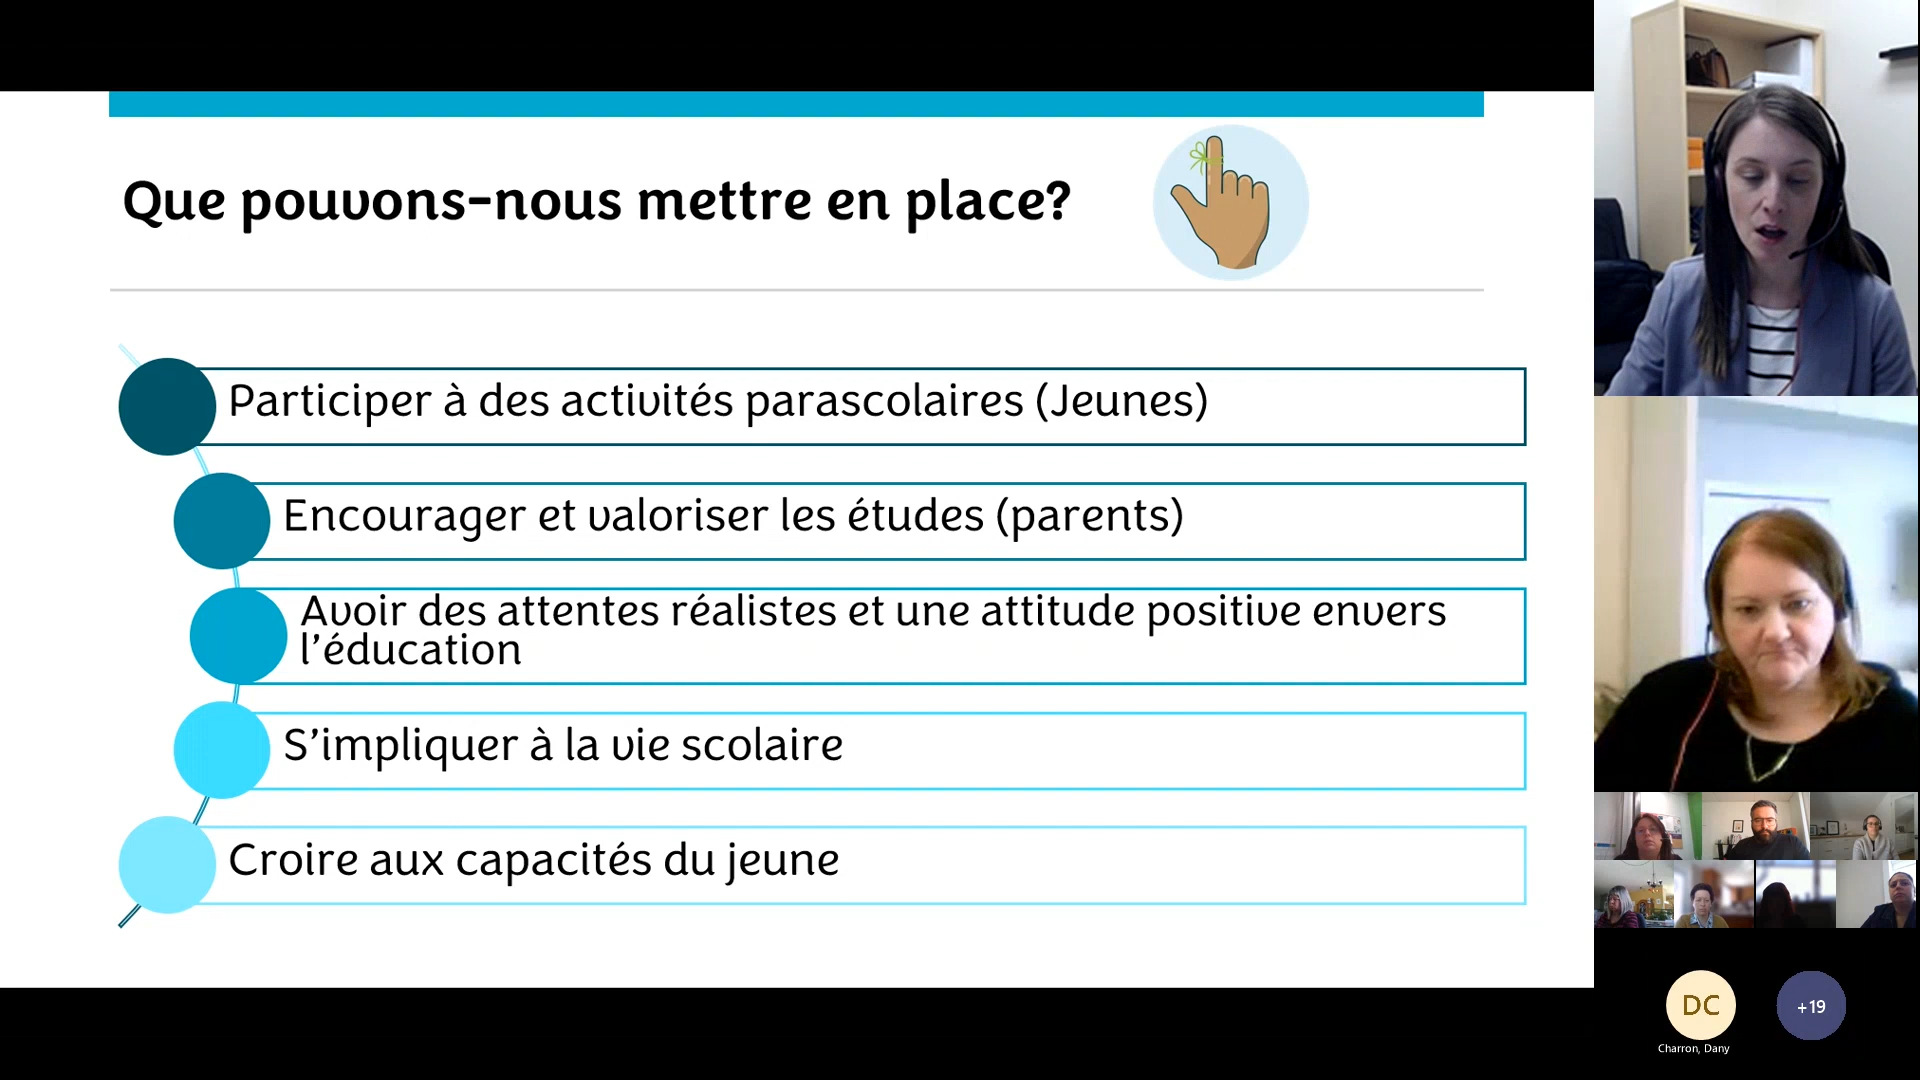 Que pouvons-nous mettre en place?
Participer à des activités parascolaires (Jeunes)
Encourager et valoriser les études (parents)
Avoir des attentes réalistes et une attitude positive envers
l’éducation
S’impliquer à la vie scolaire
Croire aux capacités du jeune
DC
+19
Charron, Dany